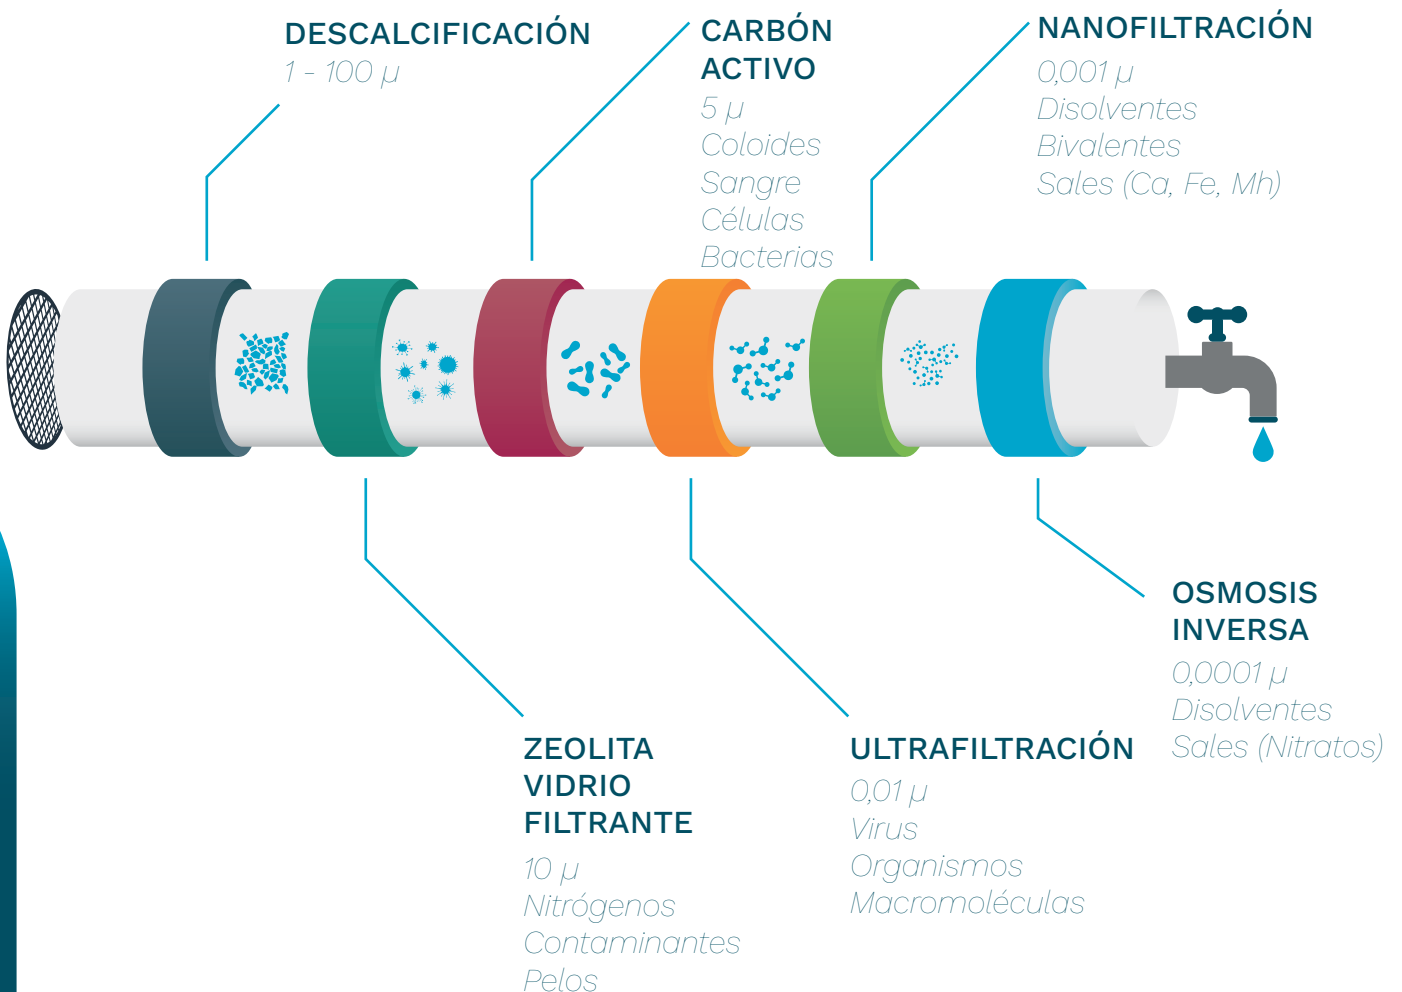 DESCALCIFICACIÓN
1 - 100 µ
CARBÓN
ACTIVO
5 µ
Coloides
Sangre
Células
Bacterias
NANOFILTRACIÓN
0,001 µ
Disolventes
Bivalentes
Sales (Ca, Fe, Mh)
ZEOLITA
VIDRIO
FILTRANTE
10 µ
Nitrógenos
Contaminantes
Pelos
ULTRAFILTRACIÓN
0,01 µ
Virus
Organismos
Macromoléculas
OSMOSIS
INVERSA
0,0001 µ
Disolventes
Sales (Nitratos)